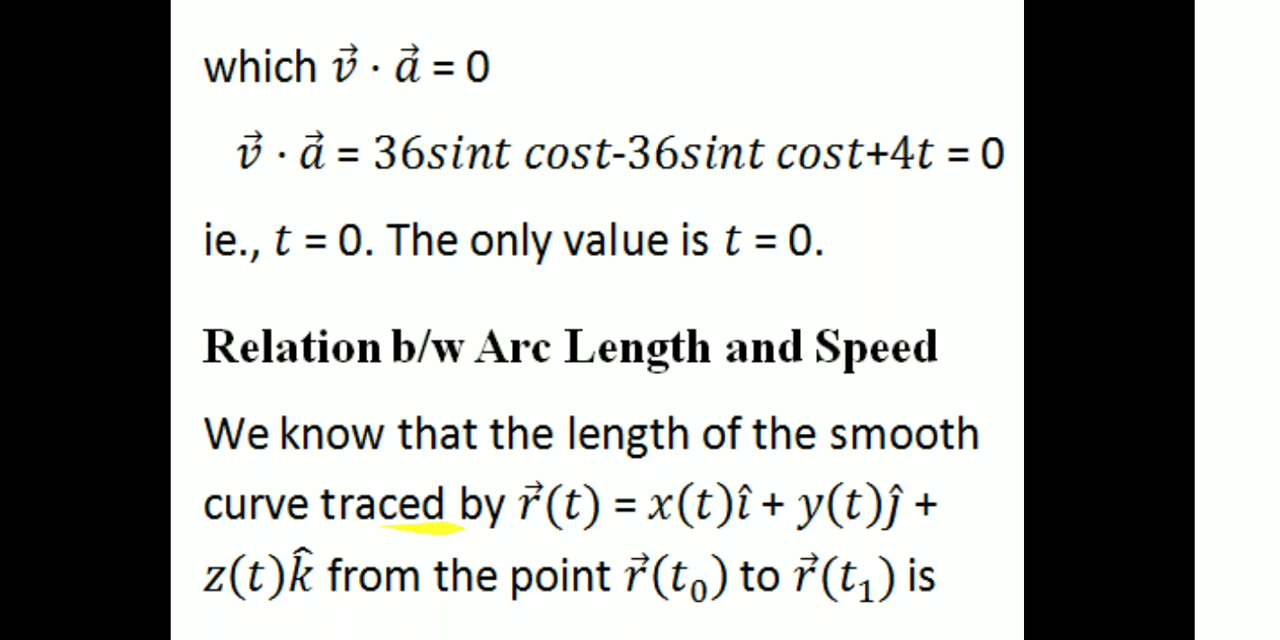 which v⃗ · a⃗ = 0
v⃗ · a⃗ = 36sint cost-36sint cost+4t = 0
ie., t = 0. The only value is t = 0.
Relation b/w Arc Length and Speed
We know that the length of the smooth
curve traced by r⃗(t) = x(t)î + y(t)ĵ +
z(t)k̂ from the point r⃗(t₀) to r⃗(t₁) is